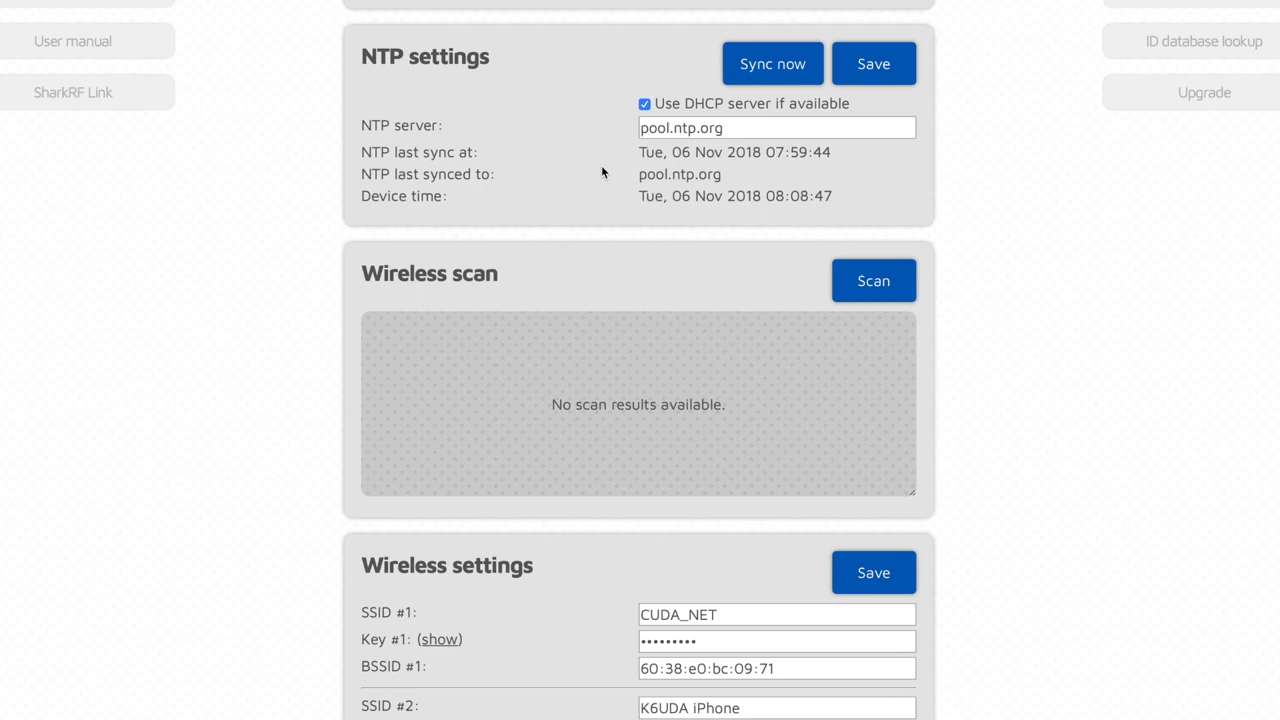 User manual
SharkRF Link
ID database lookup
Upgrade
NTP settings
Sync now
Save
Use DHCP server if available
NTP server:
pool.ntp.org
NTP last sync at:
Tue, 06 Nov 2018 07:59:44
NTP last synced to:
pool.ntp.org
Device time:
Tue, 06 Nov 2018 08:08:47
Wireless scan
Scan
No scan results available.
Wireless settings
Save
SSID #1:
CUDA_NET
Key #1: (show)
•••••••••
BSSID #1:
60:38:e0:bc:09:71
SSID #2:
K6UDA iPhone